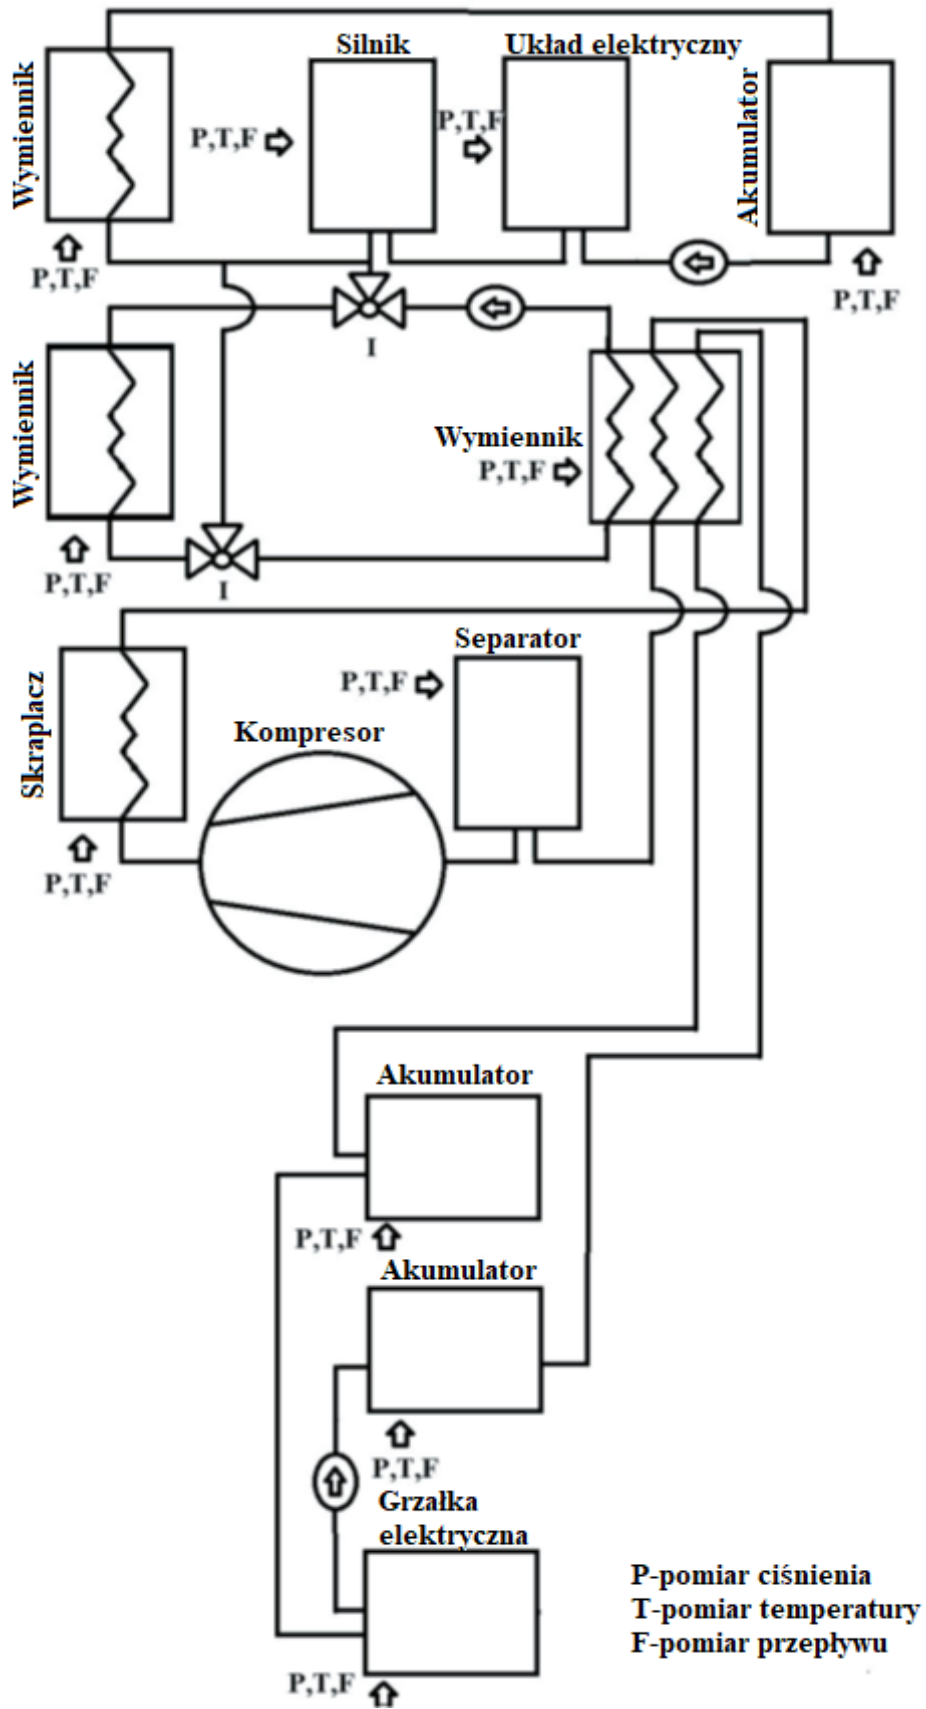 Silnik
Układ elektryczny
Wymiennik
P,T,F
P,T,F
Akumulator
P,T,F
P,T,F
I
Wymiennik
Wymiennik
P,T,F
P,T,F
I
Separator
P,T,F
Skraplacz
Kompresor
P,T,F
Akumulator
P,T,F
Akumulator
P,T,F
Grzałka
elektryczna
P,T,F
P-pomiar ciśnienia
T-pomiar temperatury
F-pomiar przepływu